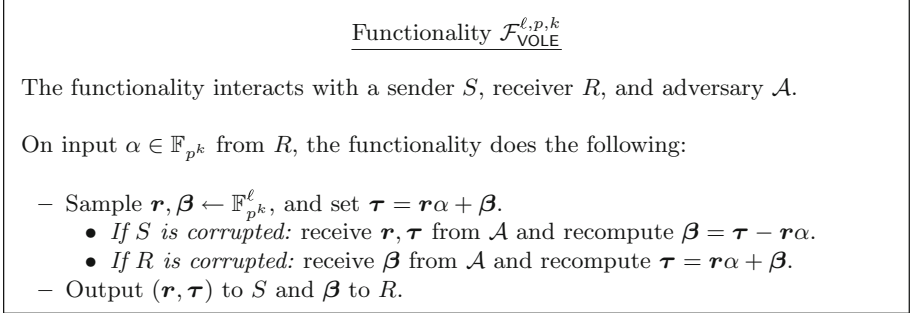 Functionality $\mathcal{F}_{\mathsf{VOLE}}^{\ell,p,k}$
The functionality interacts with a sender $S$, receiver $R$, and adversary $\mathcal{A}$.
On input $\alpha \in \mathbb{F}_{p^k}$ from $R$, the functionality does the following:
– Sample $\boldsymbol{r}, \boldsymbol{\beta} \leftarrow \mathbb{F}_{p^k}^{\ell}$, and set $\boldsymbol{\tau} = \boldsymbol{r}\alpha + \boldsymbol{\beta}$.
• If $S$ is corrupted: receive $\boldsymbol{r}, \boldsymbol{\tau}$ from $\mathcal{A}$ and recompute $\boldsymbol{\beta} = \boldsymbol{\tau} - \boldsymbol{r}\alpha$.
• If $R$ is corrupted: receive $\boldsymbol{\beta}$ from $\mathcal{A}$ and recompute $\boldsymbol{\tau} = \boldsymbol{r}\alpha + \boldsymbol{\beta}$.
– Output $(\boldsymbol{r}, \boldsymbol{\tau})$ to $S$ and $\boldsymbol{\beta}$ to $R$.